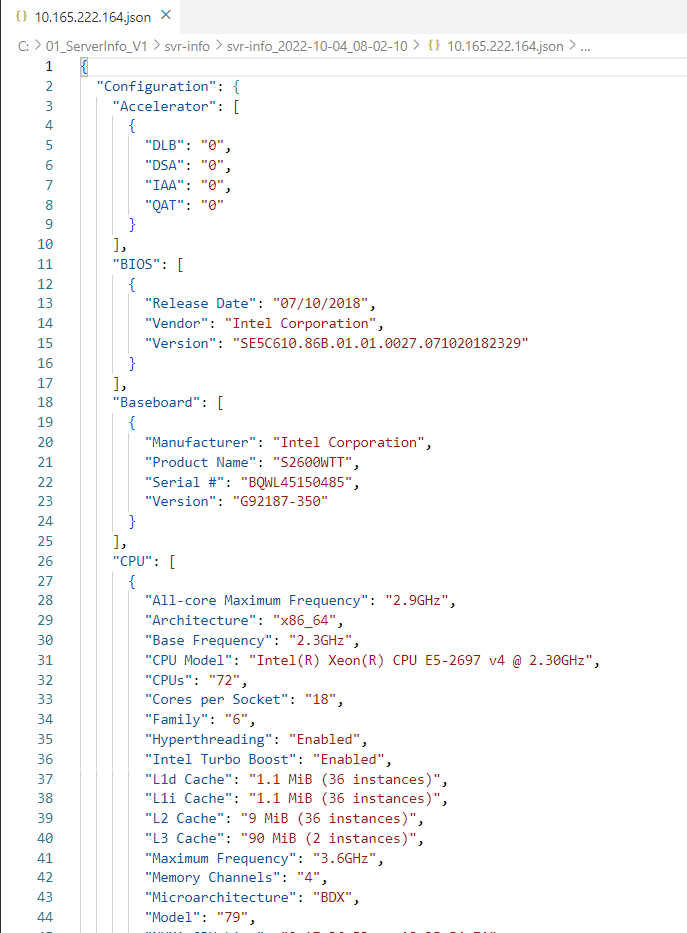 {} 10.165.222.164.json ×
C: > 01_ServerInfo_V1 > svr-info > svr-info_2022-10-04_08-02-10 > {} 10.165.222.164.json > ...
1 {
2 "Configuration": {
3 "Accelerator": [
4 {
5 "DLB": "0",
6 "DSA": "0",
7 "IAA": "0",
8 "QAT": "0"
9 }
10 ],
11 "BIOS": [
12 {
13 "Release Date": "07/10/2018",
14 "Vendor": "Intel Corporation",
15 "Version": "SE5C610.86B.01.01.0027.071020182329"
16 }
17 ],
18 "Baseboard": [
19 {
20 "Manufacturer": "Intel Corporation",
21 "Product Name": "S2600WTT",
22 "Serial #": "BQWL45150485",
23 "Version": "G92187-350"
24 }
25 ],
26 "CPU": [
27 {
28 "All-core Maximum Frequency": "2.9GHz",
29 "Architecture": "x86_64",
30 "Base Frequency": "2.3GHz",
31 "CPU Model": "Intel(R) Xeon(R) CPU E5-2697 v4 @ 2.30GHz",
32 "CPUs": "72",
33 "Cores per Socket": "18",
34 "Family": "6",
35 "Hyperthreading": "Enabled",
36 "Intel Turbo Boost": "Enabled",
37 "L1d Cache": "1.1 MiB (36 instances)",
38 "L1i Cache": "1.1 MiB (36 instances)",
39 "L2 Cache": "9 MiB (36 instances)",
40 "L3 Cache": "90 MiB (2 instances)",
41 "Maximum Frequency": "3.6GHz",
42 "Memory Channels": "4",
43 "Microarchitecture": "BDX",
44 "Model": "79",